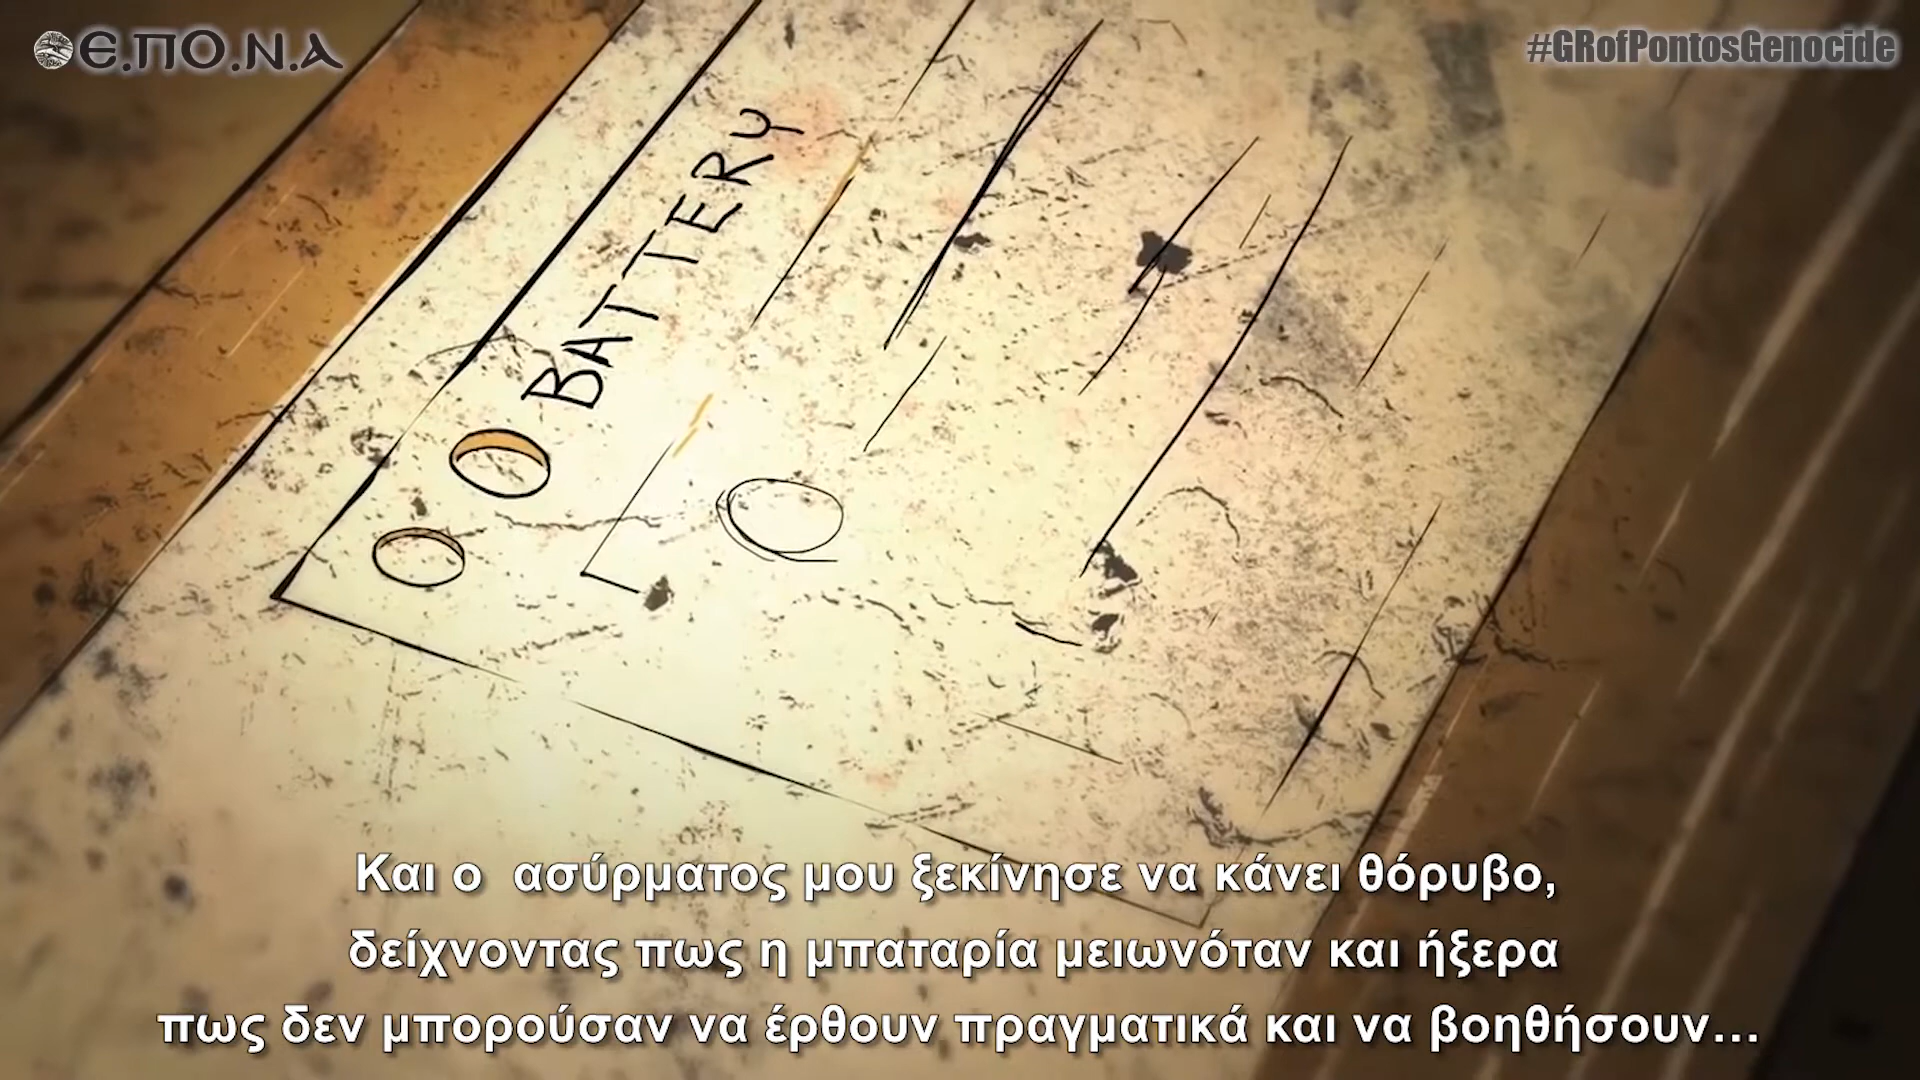 Ε.ΠΟ.Ν.Α
#GRofPontosGenocide
BATTERY
Και ο ασύρματος μου ξεκίνησε να κάνει θόρυβο,
δείχνοντας πως η μπαταρία μειωνόταν και ήξερα
πως δεν μπορούσαν να έρθουν πραγματικά και να βοηθήσουν...